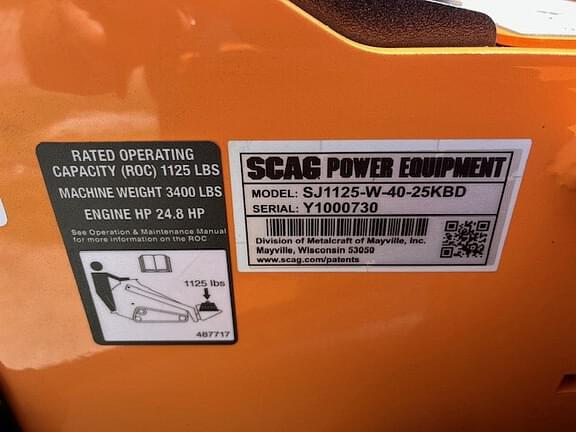 RATED OPERATING
CAPACITY (ROC) 1125 LBS
MACHINE WEIGHT 3400 LBS
ENGINE HP 24.8 HP
See Operation & Maintenance Manual
for more information on the ROC
1125 lbs
487717
SCAG POWER EQUIPMENT
MODEL: SJ1125-W-40-25KBD
SERIAL: Y1000730
Division of Metalcraft of Mayville, Inc.
Mayville, Wisconsin 53050
www.scag.com/patents